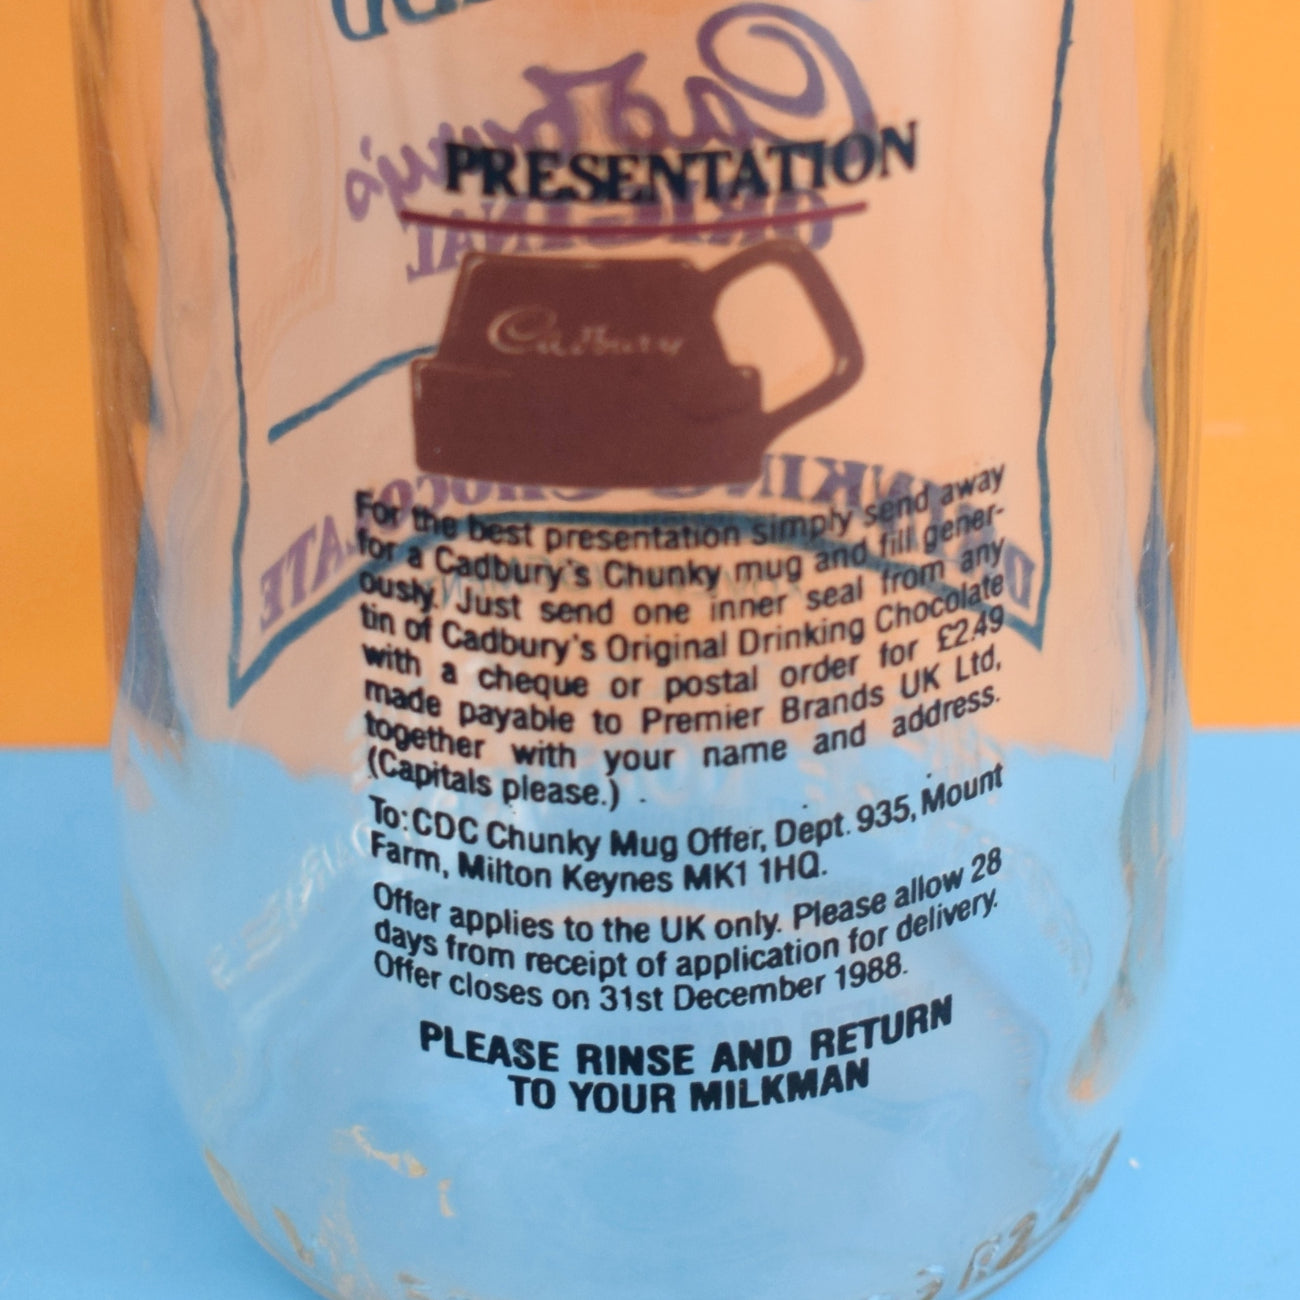 PRESENTATION
Cadbury
For the best presentation simply send away
for a Cadbury's Chunky mug and fill gener-
ously. Just send one inner seal from any
tin of Cadbury's Original Drinking Chocolate
with a cheque or postal order for £2.49
made payable to Premier Brands UK Ltd,
together with your name and address.
(Capitals please.)
To: CDC Chunky Mug Offer, Dept. 935, Mount
Farm, Milton Keynes MK1 1HQ.
Offer applies to the UK only. Please allow 28
days from receipt of application for delivery.
Offer closes on 31st December 1988.
PLEASE RINSE AND RETURN
TO YOUR MILKMAN
Cadbury's
ORIGINAL
DRINKING CHOCOLATE